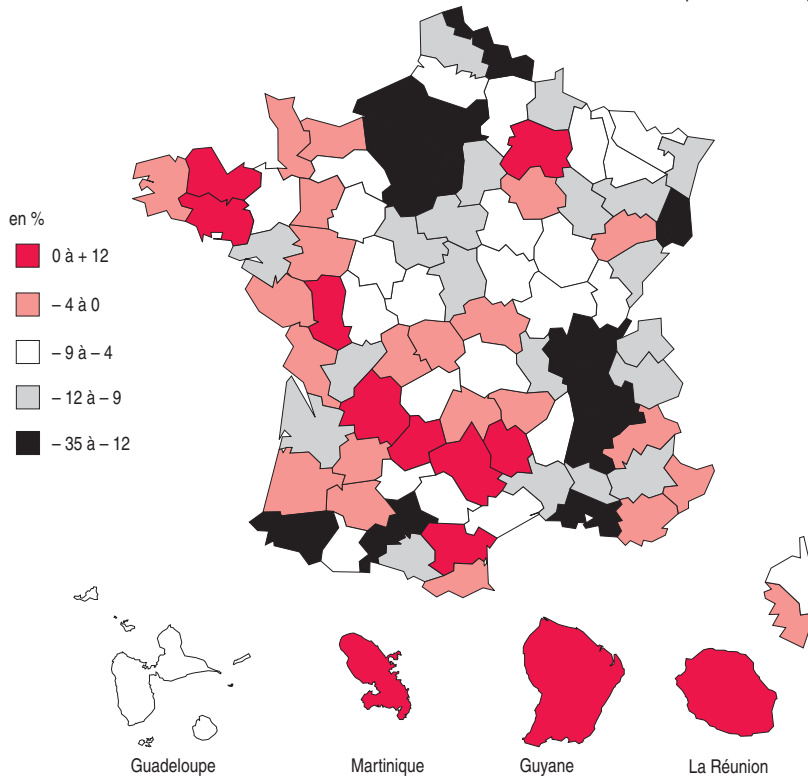 en %
0 à + 12
– 4 à 0
– 9 à – 4
– 12 à – 9
– 35 à – 12
Guadeloupe
Martinique
Guyane
La Réunion